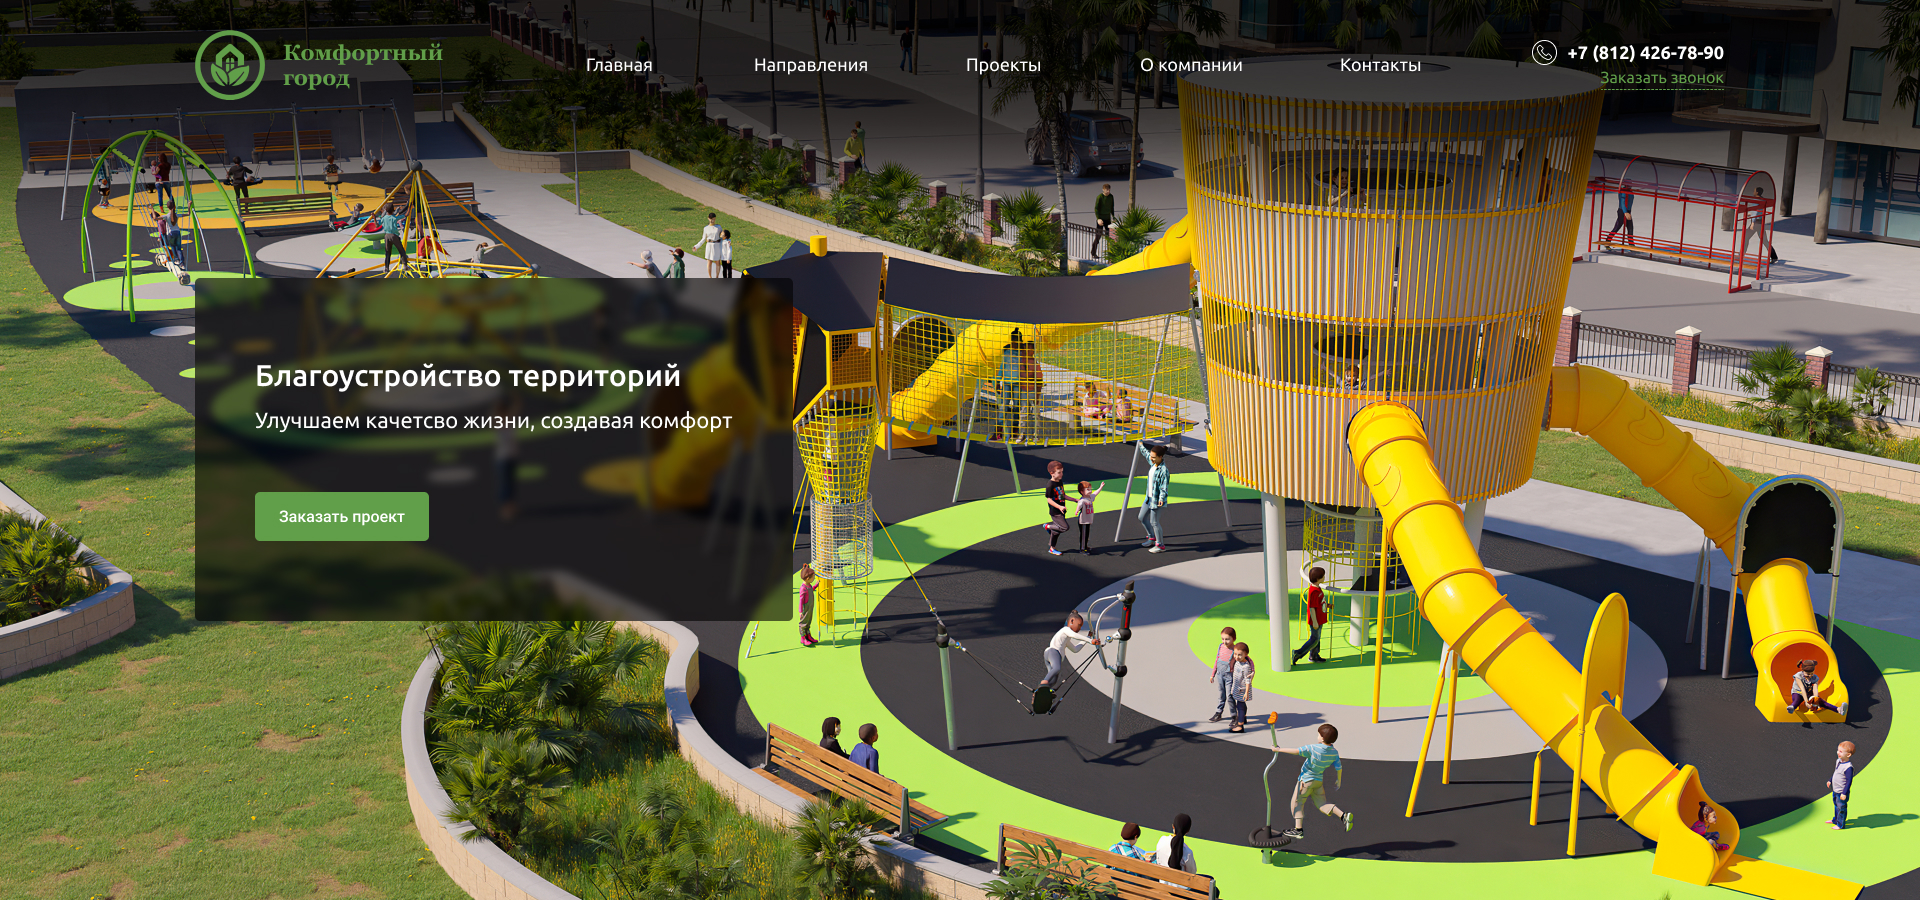 Комфортный
город
Главная
Направления
Проекты
О компании
Контакты
+7 (812) 426-78-90
Заказать звонок
Благоустройство территорий
Улучшаем качетсво жизни, создавая комфорт
Заказать проект